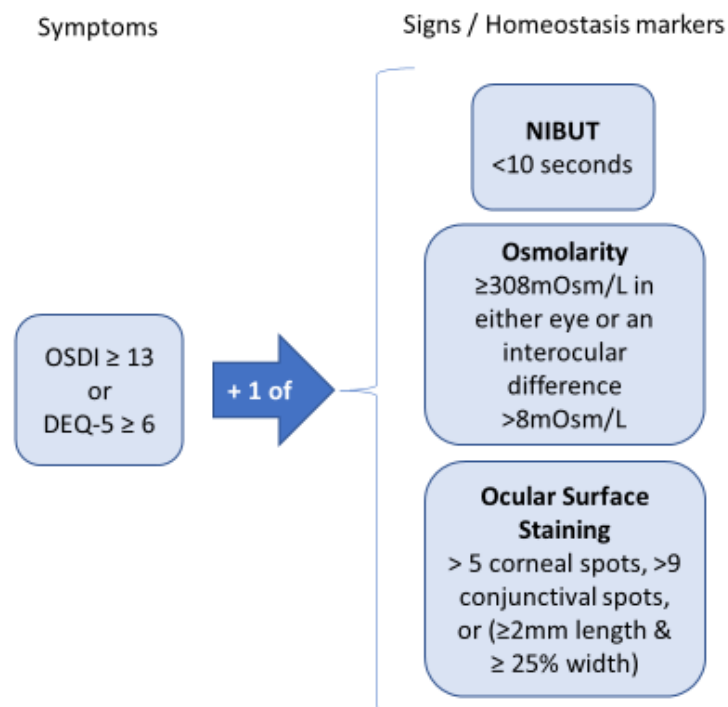 Symptoms
Signs / Homeostasis markers
NIBUT
<10 seconds
Osmolarity
≥308mOsm/L in
either eye or an
interocular
difference
>8mOsm/L
OSDI ≥ 13
or
DEQ-5 ≥ 6
+ 1 of
Ocular Surface
Staining
> 5 corneal spots, >9
conjunctival spots,
or (≥2mm length &
≥ 25% width)